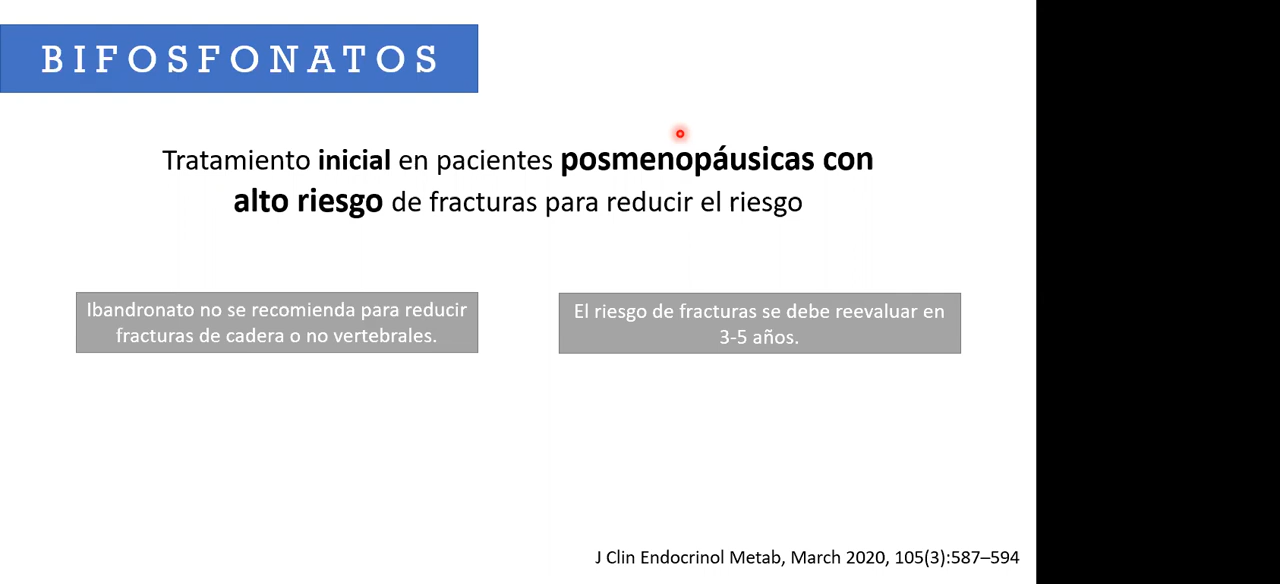 BIFOSFONATOS
Tratamiento inicial en pacientes posmenopáusicas con
alto riesgo de fracturas para reducir el riesgo
Ibandronato no se recomienda para reducir
fracturas de cadera o no vertebrales.
El riesgo de fracturas se debe reevaluar en
3-5 años.
J Clin Endocrinol Metab, March 2020, 105(3):587–594